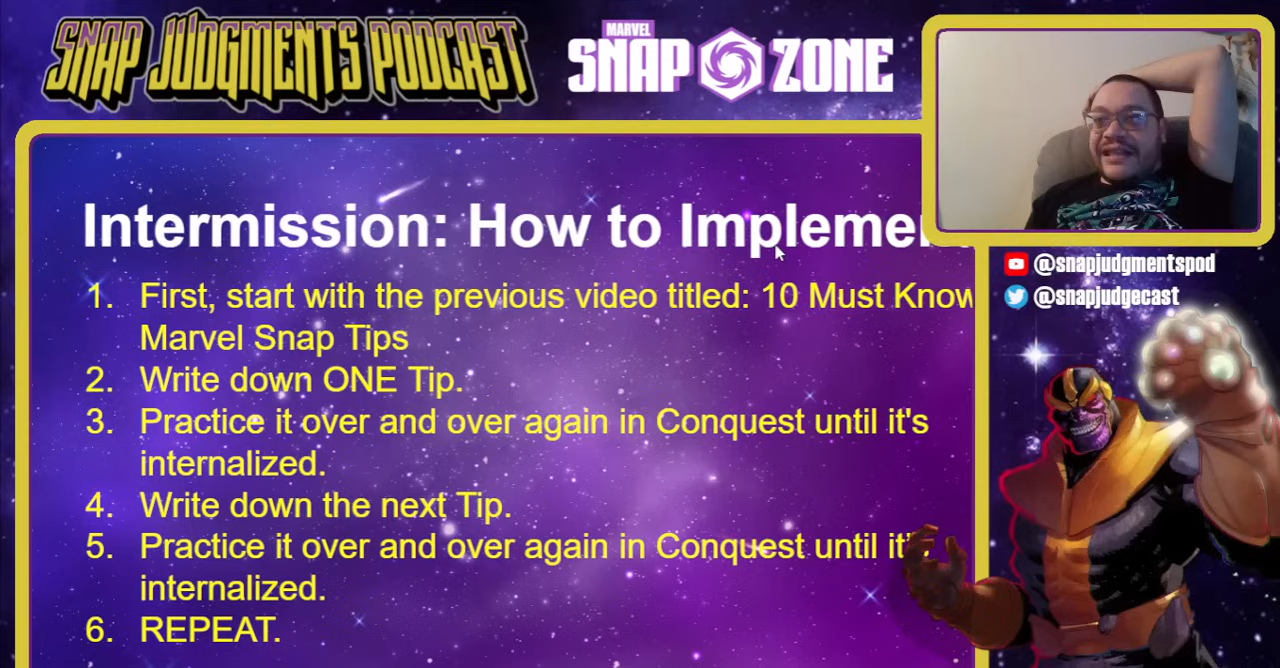 SNAP JUDGMENTS PODCAST
MARVEL
SNAP ZONE
Intermission: How to
1. First, start with the previous video titled: 10 Must Know
Marvel Snap Tips
2. Write down ONE Tip.
3. Practice it over and over again in Conquest until it's
internalized.
4. Write down the next Tip.
5. Practice it over and over again in Conquest until
internalized.
6. REPEAT.
@snapjudgmentspod
@snapjudgecast